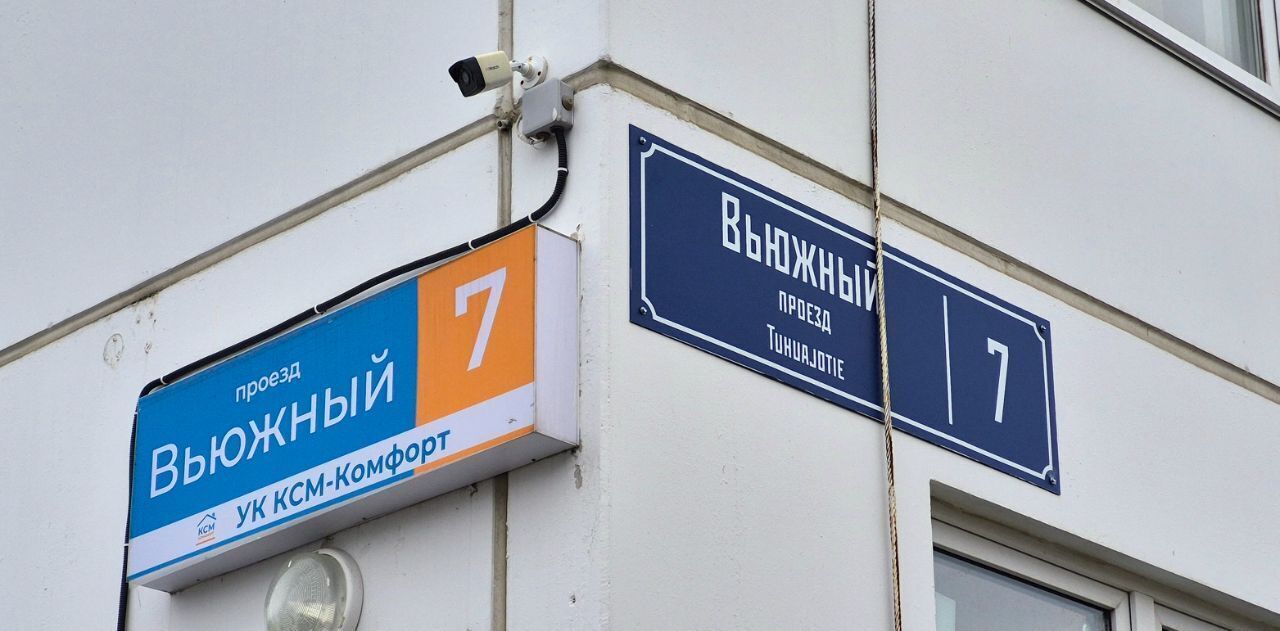 проезд
Вьюжный
7
УК КСМ-Комфорт
КСМ
Вьюжный
проезд
Tuhuajotie
7